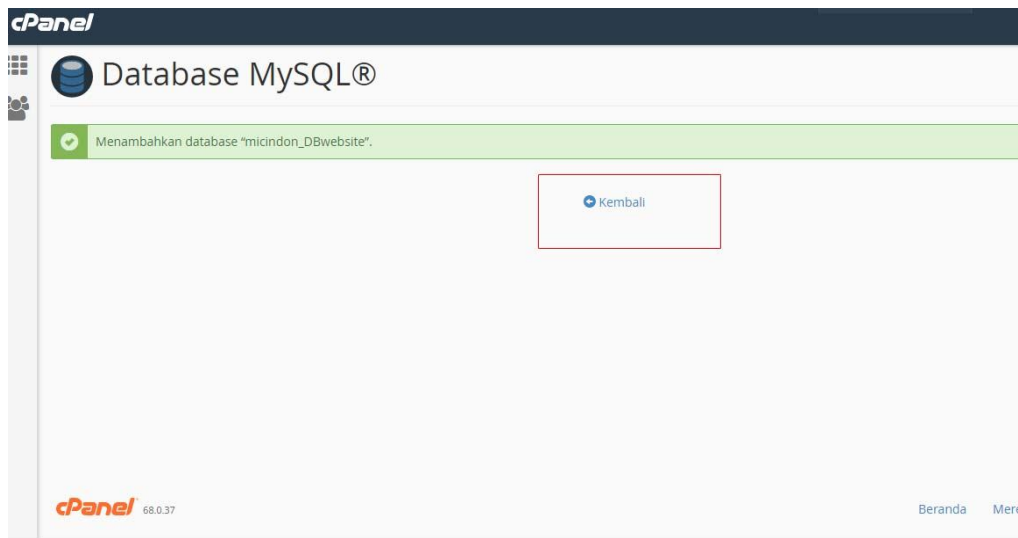 cPanel
Database MySQL®
Menambahkan database “micindon_DBwebsite”.
Kembali
cPanel 68.0.37
Beranda